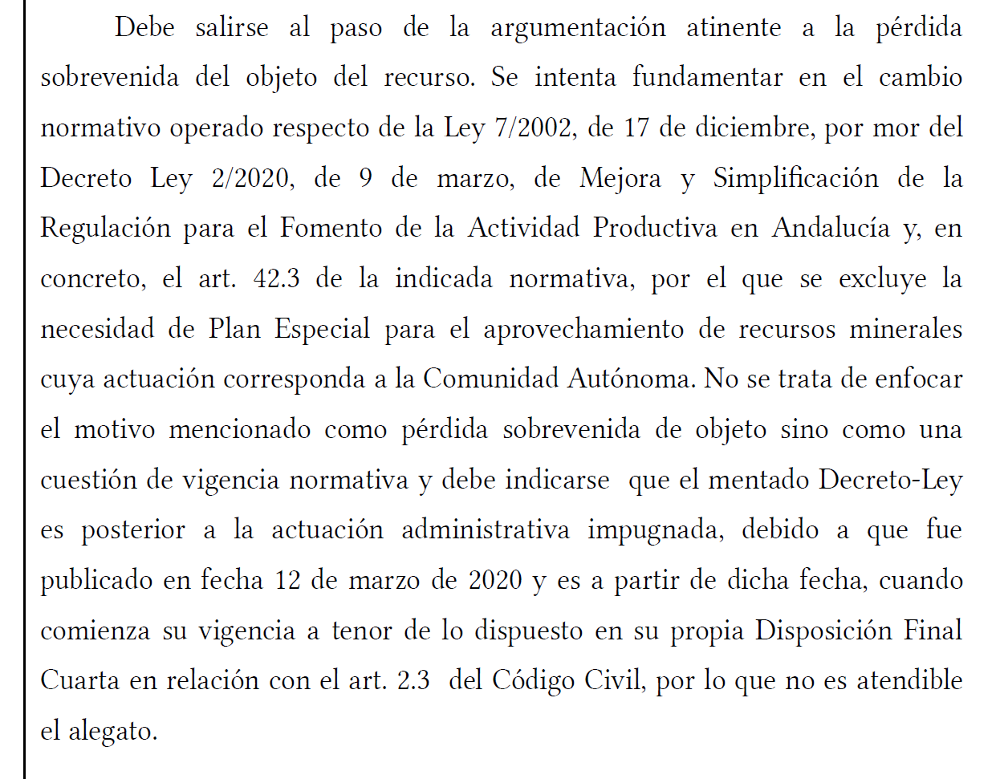 Debe salirse al paso de la argumentación atinente a la pérdida
sobrevenida del objeto del recurso. Se intenta fundamentar en el cambio
normativo operado respecto de la Ley 7/2002, de 17 de diciembre, por mor del
Decreto Ley 2/2020, de 9 de marzo, de Mejora y Simplificación de la
Regulación para el Fomento de la Actividad Productiva en Andalucía y, en
concreto, el art. 42.3 de la indicada normativa, por el que se excluye la
necesidad de Plan Especial para el aprovechamiento de recursos minerales
cuya actuación corresponda a la Comunidad Autónoma. No se trata de enfocar
el motivo mencionado como pérdida sobrevenida de objeto sino como una
cuestión de vigencia normativa y debe indicarse  que el mentado Decreto-Ley
es posterior a la actuación administrativa impugnada, debido a que fue
publicado en fecha 12 de marzo de 2020 y es a partir de dicha fecha, cuando
comienza su vigencia a tenor de lo dispuesto en su propia Disposición Final
Cuarta en relación con el art. 2.3  del Código Civil, por lo que no es atendible
el alegato.